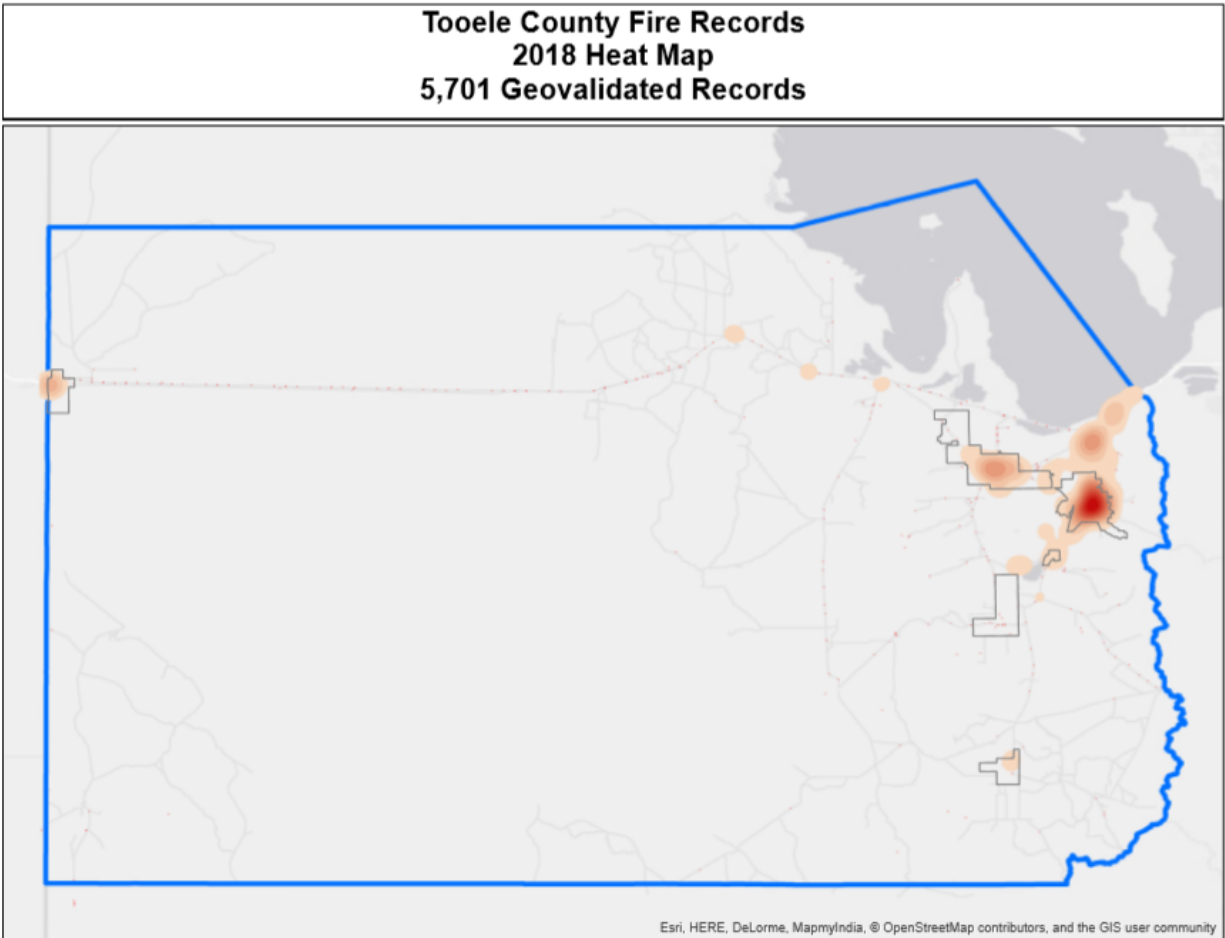 Tooele County Fire Records
2018 Heat Map
5,701 Geovalidated Records
Esri, HERE, DeLorme, MapmyIndia, © OpenStreetMap contributors, and the GIS user community